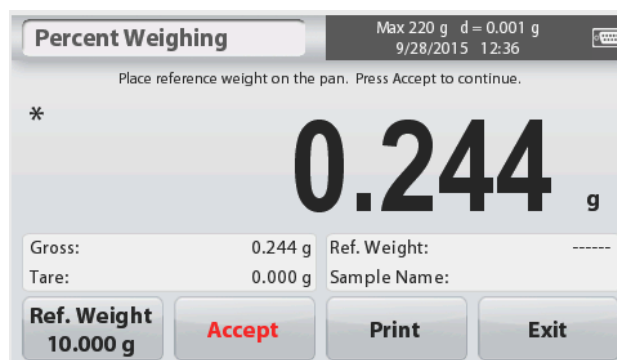 Percent Weighing
Max 220 g d = 0.001 g
9/28/2015 12:36
Place reference weight on the pan. Press Accept to continue.
*
0.244 g
Gross: 0.244 g
Tare: 0.000 g
Ref. Weight: ------
Sample Name:
Ref. Weight
10.000 g
Accept
Print
Exit